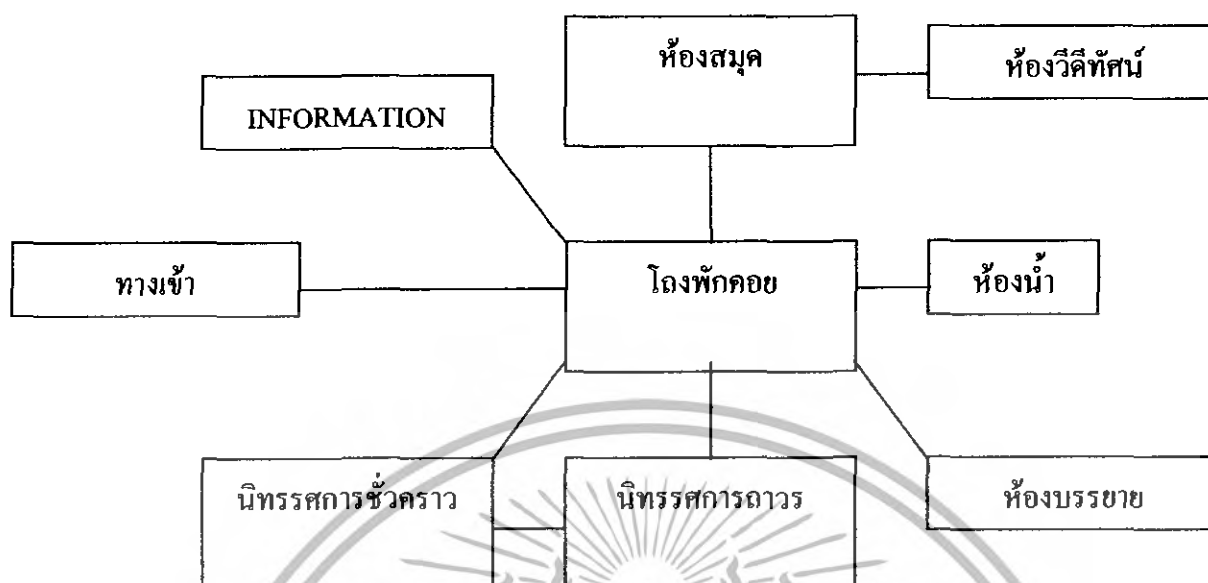 ห้องสมุด
ห้องวีดีทัศน์
INFORMATION
ทางเข้า
โถงพักคอย
ห้องน้ำ
นิทรรศการชั่วคราว
นิทรรศการถาวร
ห้องบรรยาย